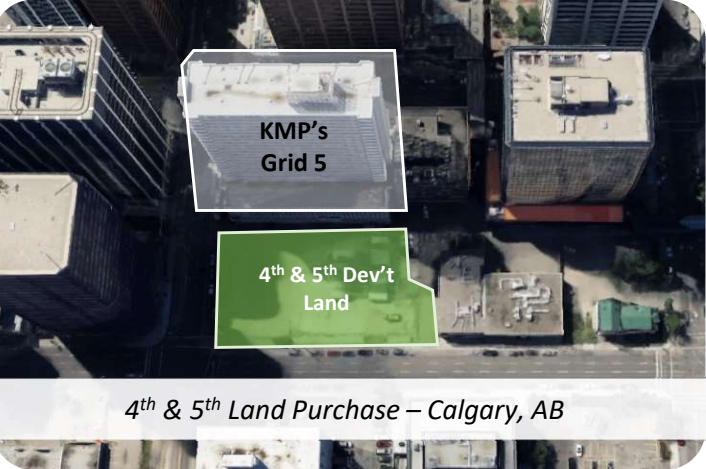 KMP's
Grid 5
4th & 5th Dev't
Land
4th & 5th Land Purchase – Calgary, AB